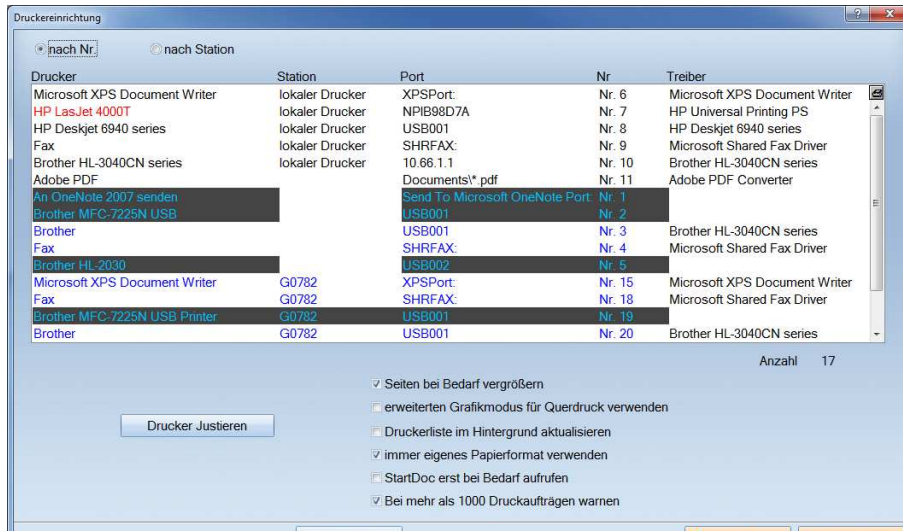 Druckereinrichtung
nach Nr. nach Station
Drucker Station Port Nr Treiber
Microsoft XPS Document Writer lokaler Drucker XPSPort: Nr. 6 Microsoft XPS Document Writer
HP LasJet 4000T lokaler Drucker NPIB98D7A Nr. 7 HP Universal Printing PS
HP Deskjet 6940 series lokaler Drucker USB001 Nr. 8 HP Deskjet 6940 series
Fax lokaler Drucker SHRFAX: Nr. 9 Microsoft Shared Fax Driver
Brother HL-3040CN series lokaler Drucker 10.66.1.1 Nr. 10 Brother HL-3040CN series
Adobe PDF Documents\*.pdf Nr. 11 Adobe PDF Converter
An OneNote 2007 senden Send To Microsoft OneNote Port: Nr. 1
Brother MFC-7225N USB USB001 Nr. 2
Brother USB001 Nr. 3 Brother HL-3040CN series
Fax SHRFAX: Nr. 4 Microsoft Shared Fax Driver
Brother HL-2030 USB002 Nr. 5
Microsoft XPS Document Writer G0782 XPSPort: Nr. 15 Microsoft XPS Document Writer
Fax G0782 SHRFAX: Nr. 18 Microsoft Shared Fax Driver
Brother MFC-7225N USB Printer G0782 USB001 Nr. 19
Brother G0782 USB001 Nr. 20 Brother HL-3040CN series
Anzahl 17
Seiten bei Bedarf vergrößern
erweiterten Grafikmodus für Querdruck verwenden
Drucker Justieren
Druckerliste im Hintergrund aktualisieren
immer eigenes Papierformat verwenden
StartDoc erst bei Bedarf aufrufen
Bei mehr als 1000 Druckaufträgen warnen